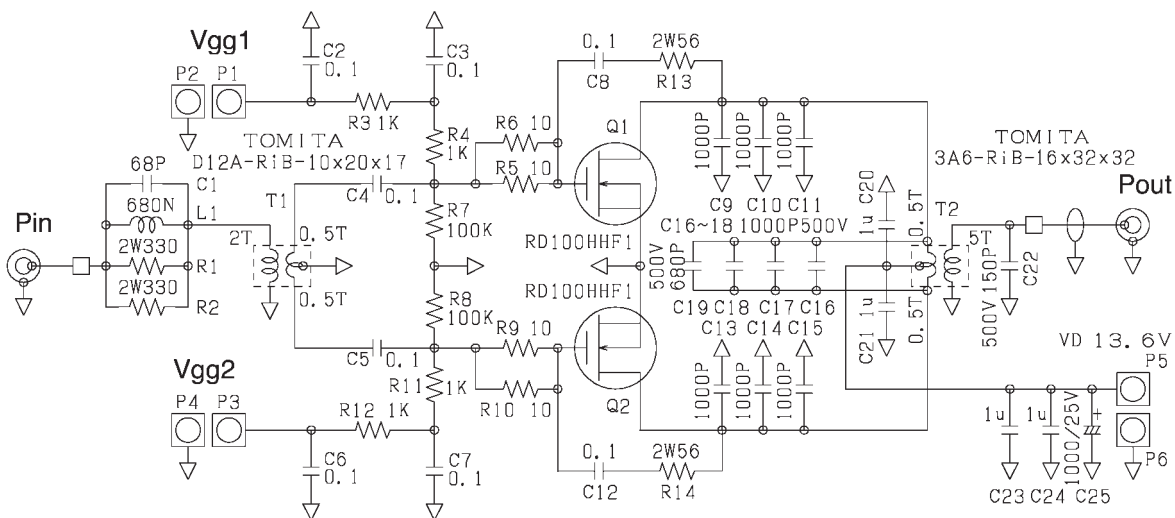 Vgg1
P2
P1
C2
0.1
C3
0.1
R3 1K
R4
1K
0.1
C8
2W56
R13
TOMITA
D12A-RiB-10x20x17
R6 10
R5 10
Q1
1000P
1000P
1000P
C9
C10
C11
TOMITA
3A6-RiB-16x32x32
68P
C1
680N
L1
Pin
2W330
R1
2W330
R2
T1
2T
0.5T
0.5T
C4
0.1
R7
100K
RD100HHF1
C16~18 1000P500V
500V
680P
C20
1u
0.5T
T2
5T
Pout
500V 150P
C22
RD100HHF1
C19
C18
C17
C16
C21
1u
0.5T
R8
100K
C5
0.1
R9 10
C13
C14
C15
VD 13.6V
P5
Vgg2
P4
P3
R12 1K
R11
1K
R10 10
Q2
1000P
1000P
1000P
1u
1u
1000/25V
+
P6
C6
0.1
C7
0.1
0.1
C12
2W56
R14
C23
C24
C25